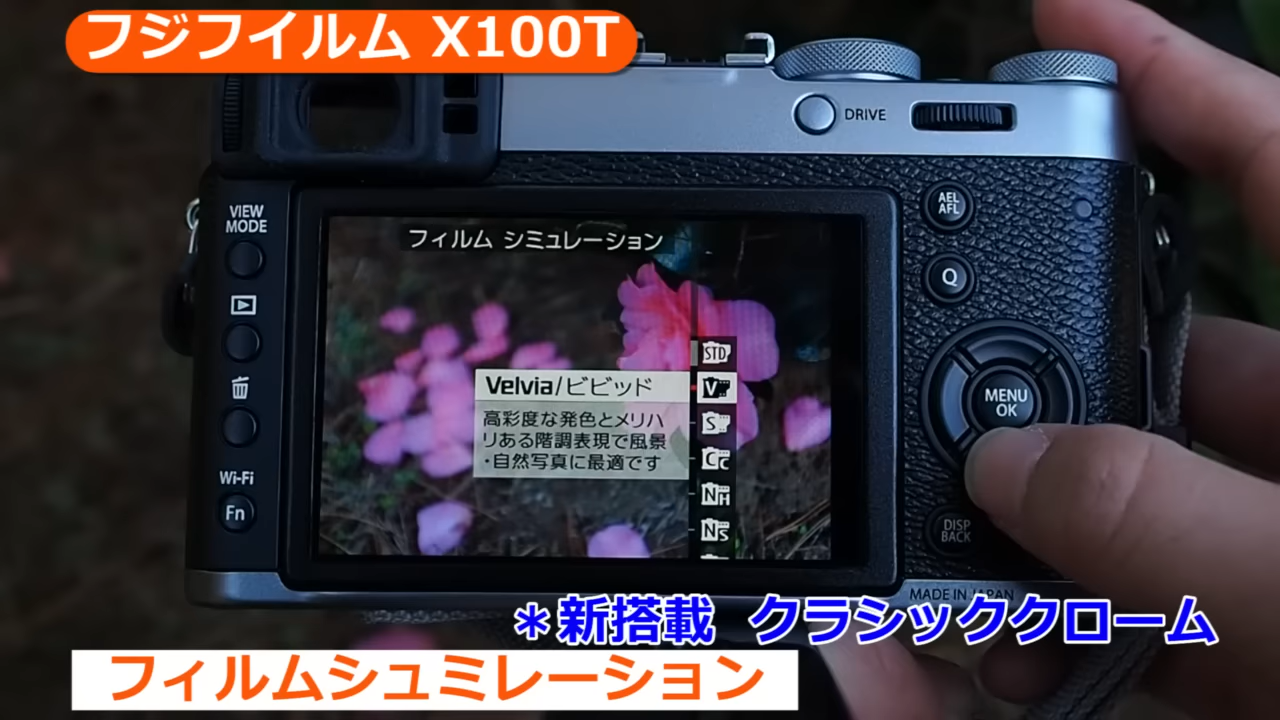 フジフイルム X100T
DRIVE
VIEW
MODE
AEL
AFL
フィルム シミュレーション
Q
STD
Velvia/ビビッド
V
高彩度な発色とメリハ
リある階調表現で風景
・自然写真に最適です
S
MENU
OK
Cc
Wi-Fi
NH
Fn
NS
DISP
BACK
MADE IN JAPAN
＊新搭載 クラシッククローム
フィルムシュミレーション